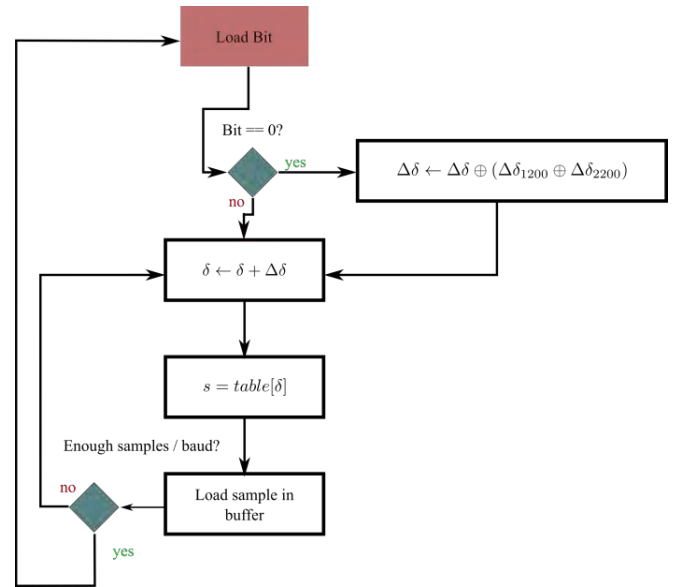 Load Bit
Bit == 0?
yes
Δδ ← Δδ ⊕ (Δδ₁₂₀₀ ⊕ Δδ₂₂₀₀)
no
δ ← δ + Δδ
s = table[δ]
Enough samples / baud?
no
Load sample in
buffer
yes